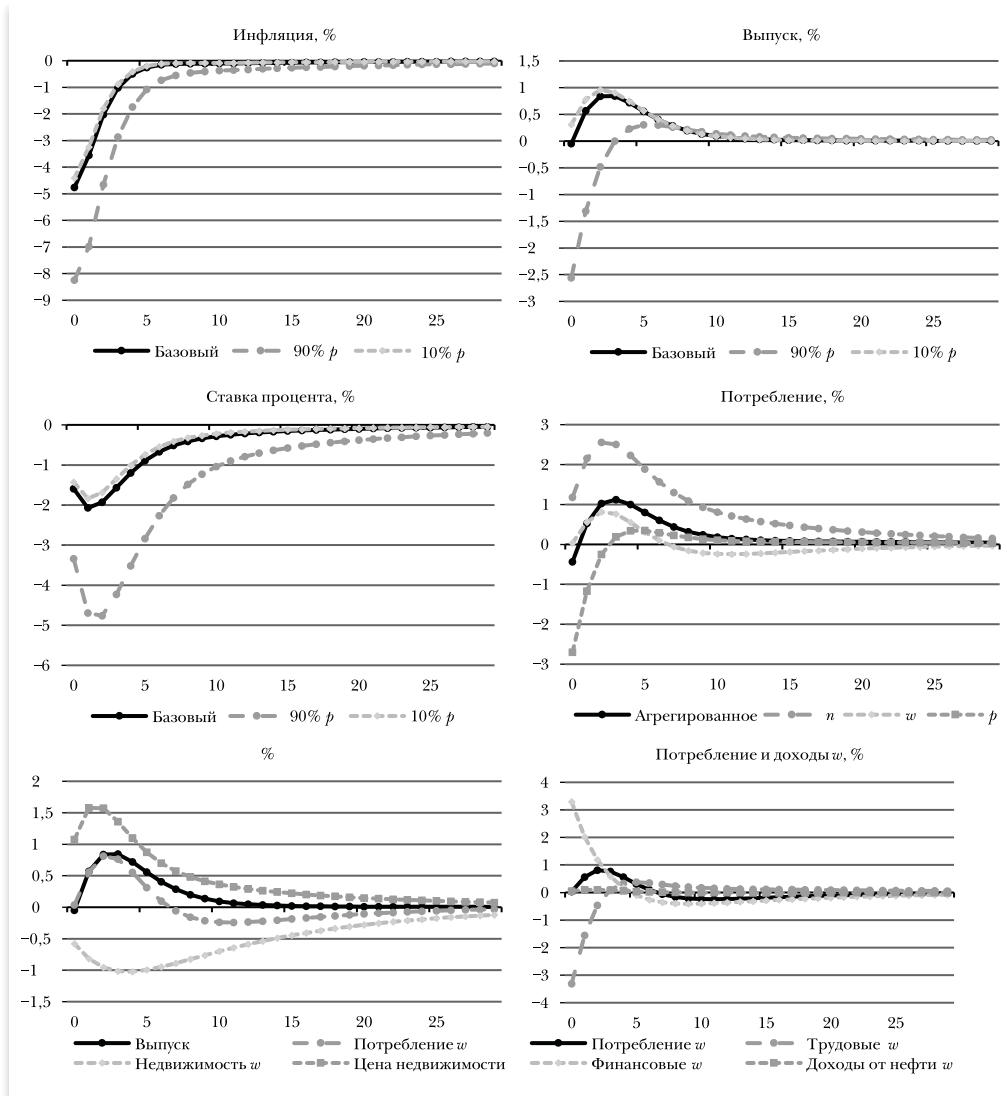 Инфляция, %
0
−1
−2
−3
−4
−5
−6
−7
−8
−9
0 5 10 15 20 25
Базовый 90% p 10% p
Выпуск, %
1,5
1
0,5
0
−0,5
−1
−1,5
−2
−2,5
−3
0 5 10 15 20 25
Базовый 90% p 10% p
Ставка процента, %
0
−1
−2
−3
−4
−5
−6
0 5 10 15 20 25
Базовый 90% p 10% p
Потребление, %
3
2
1
0
−1
−2
−3
0 5 10 15 20 25
Агрегированное n w p
%
2
1,5
1
0,5
0
−0,5
−1
−1,5
0 5 10 15 20 25
Выпуск Потребление w
Недвижимость w Цена недвижимости
Потребление и доходы w, %
4
3
2
1
0
−1
−2
−3
−4
0 5 10 15 20 25
Потребление w Трудовые w
Финансовые w Доходы от нефти w